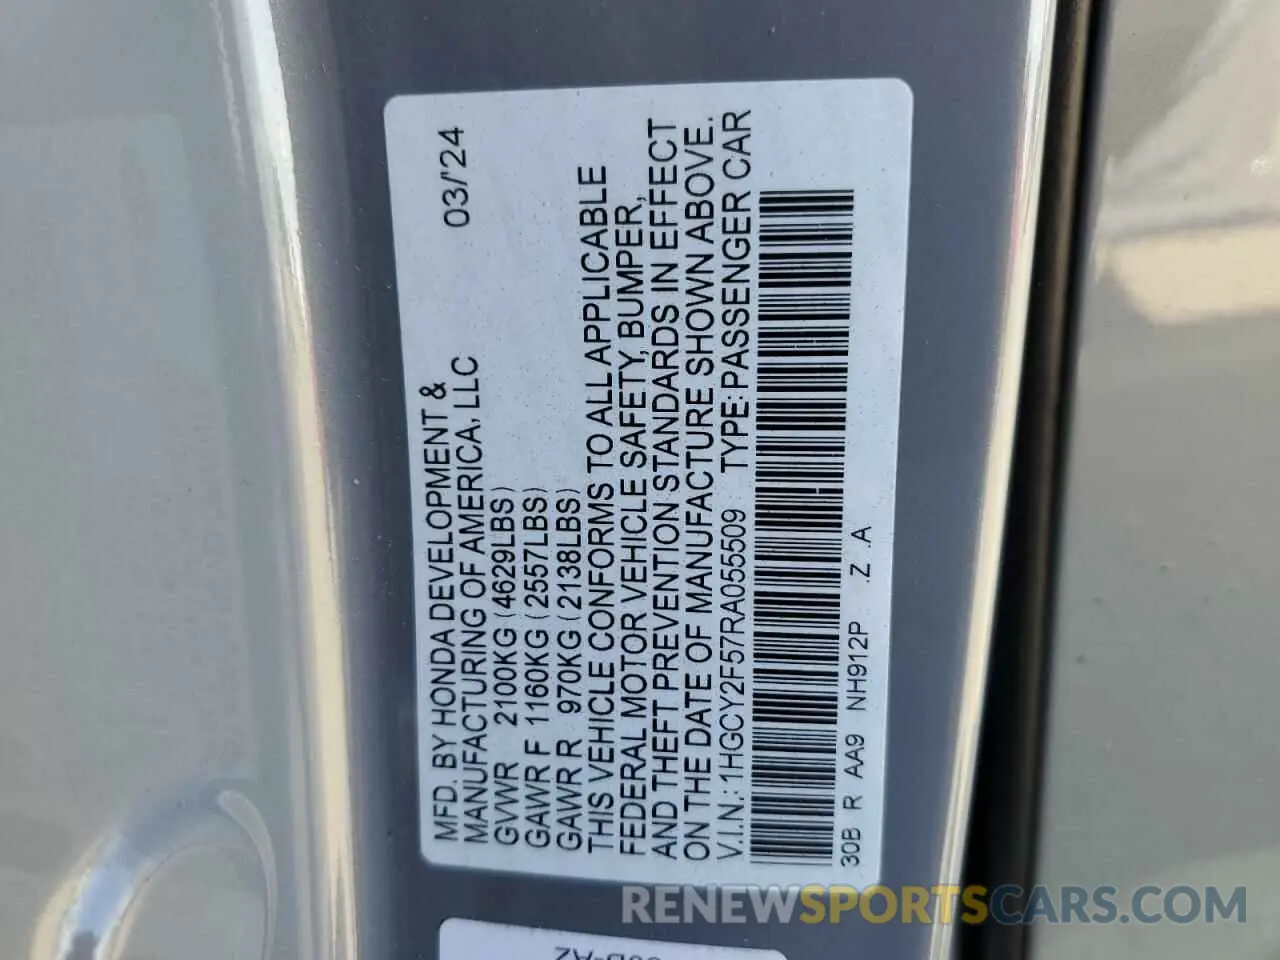 MFD. BY HONDA DEVELOPMENT &
MANUFACTURING OF AMERICA, LLC 03/'24
GVWR 2100KG (4629LBS)
GAWR F 1160KG (2557LBS)
GAWR R 970KG (2138LBS)
THIS VEHICLE CONFORMS TO ALL APPLICABLE
FEDERAL MOTOR VEHICLE SAFETY, BUMPER,
AND THEFT PREVENTION STANDARDS IN EFFECT
ON THE DATE OF MANUFACTURE SHOWN ABOVE.
V.I.N.: 1HGCY2F57RA055509 TYPE: PASSENGER CAR
30B R AA9 NH912P .Z .A
RENEWSPORTSCARS.COM